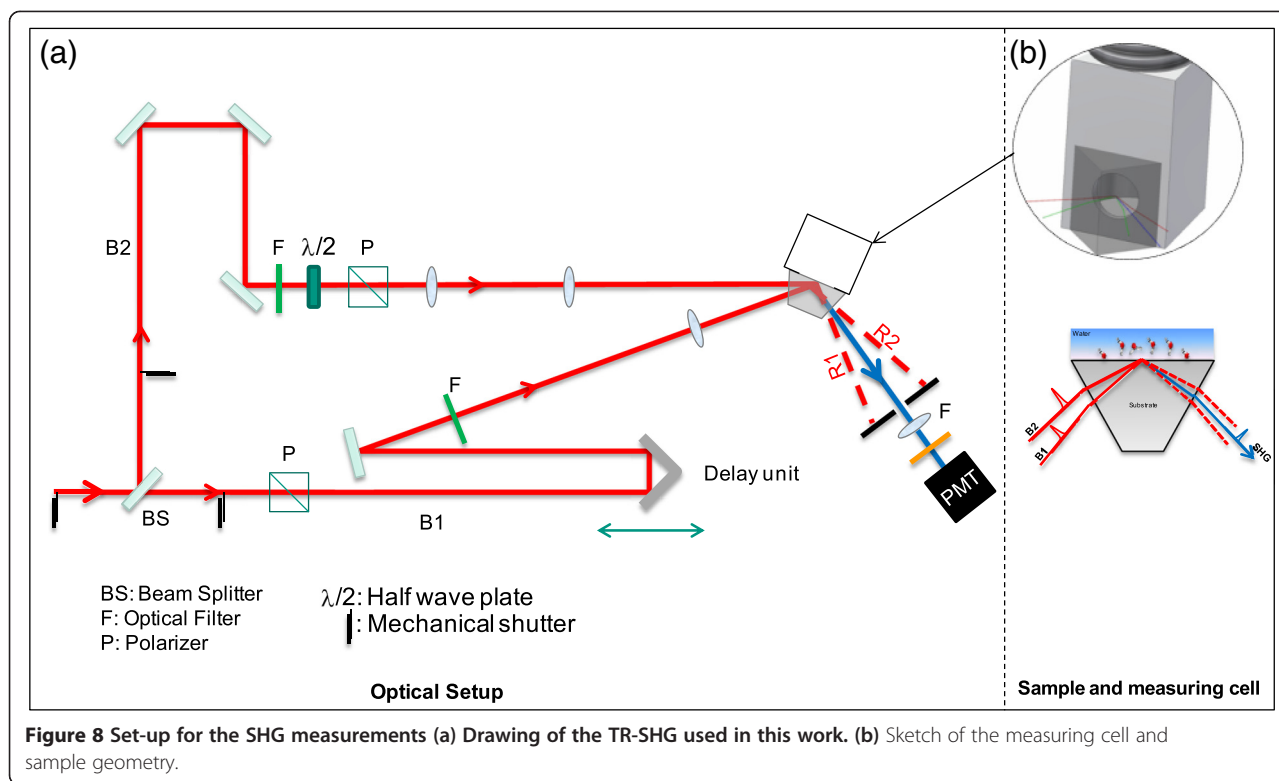 (a)
B2
F
λ/2
P
R2
R1
F
F
P
Delay unit
PMT
BS
B1
BS: Beam Splitter
F: Optical Filter
P: Polarizer
λ/2: Half wave plate
: Mechanical shutter
Optical Setup
(b)
Water
Substrate
B2
B1
SHG
Sample and measuring cell
Figure 8 Set-up for the SHG measurements (a) Drawing of the TR-SHG used in this work. (b) Sketch of the measuring cell and
sample geometry.